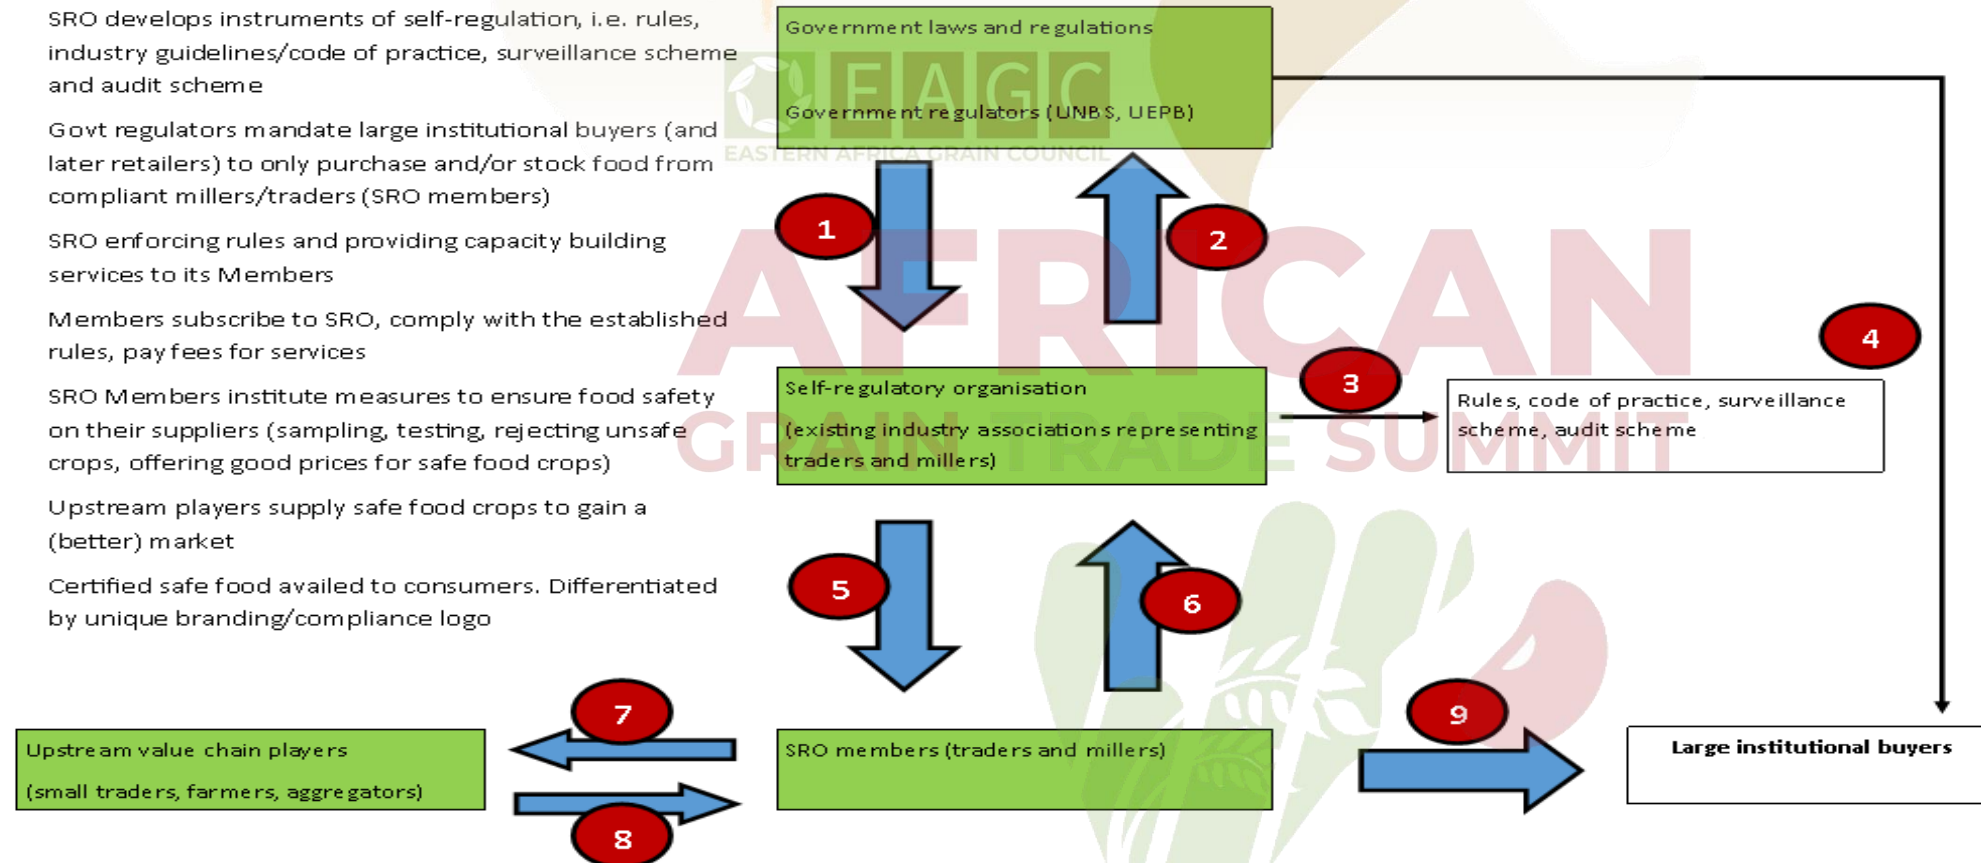 SRO develops instruments of self-regulation, i.e. rules,
industry guidelines/code of practice, surveillance scheme
and audit scheme
Govt regulators mandate large institutional buyers (and
later retailers) to only purchase and/or stock food from
compliant millers/traders (SRO members)
SRO enforcing rules and providing capacity building
services to its Members
Members subscribe to SRO, comply with the established
rules, pay fees for services
SRO Members institute measures to ensure food safety
on their suppliers (sampling, testing, rejecting unsafe
crops, offering good prices for safe food crops)
Upstream players supply safe food crops to gain a
(better) market
Certified safe food availed to consumers. Differentiated
by unique branding/compliance logo
Government laws and regulations
Government regulators (UNBS, UEPB)
EAGC
EASTERN AFRICA GRAIN COUNCIL
1
2
AFRICAN
GRAIN TRADE SUMMIT
4
3
Self-regulatory organisation
(existing industry associations representing
traders and millers)
Rules, code of practice, surveillance
scheme, audit scheme
5
6
7
9
Upstream value chain players
(small traders, farmers, aggregators)
SRO members (traders and millers)
Large institutional buyers
8